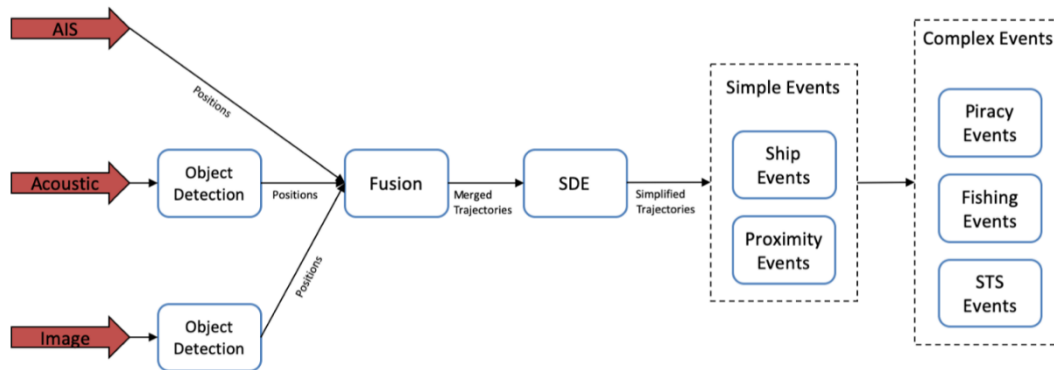 AIS
Positions
Acoustic
Object
Detection
Positions
Fusion
Merged
Trajectories
SDE
Simplified
Trajectories
Positions
Image
Object
Detection
Simple Events
Ship
Events
Proximity
Events
Complex Events
Piracy
Events
Fishing
Events
STS
Events